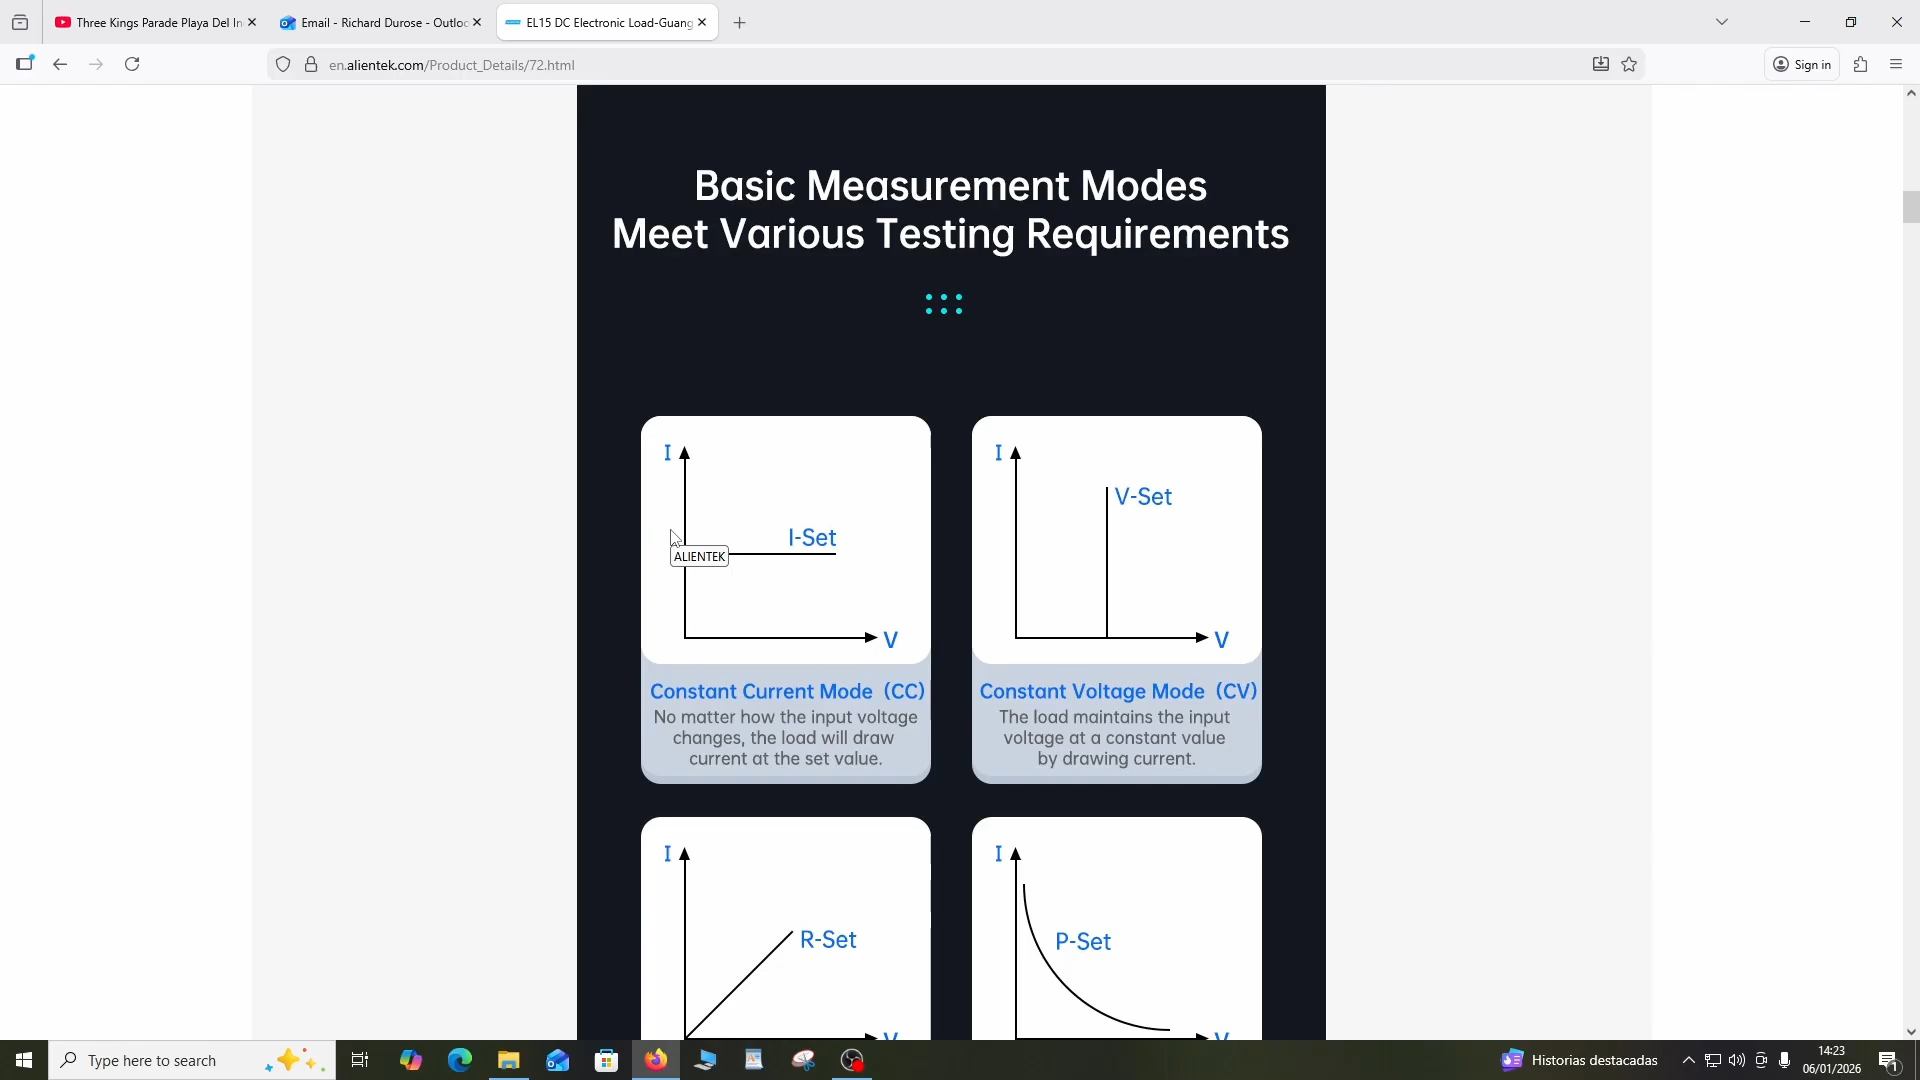 Three Kings Parade Playa Del In
Email - Richard Durose - Outloo
EL15 DC Electronic Load-Guang
en.alientek.com/Product_Details/72.html
Sign in
Basic Measurement Modes
Meet Various Testing Requirements
I
I-Set
ALIENTEK
V
Constant Current Mode（CC）
No matter how the input voltage
changes, the load will draw
current at the set value.
I
V-Set
V
Constant Voltage Mode（CV）
The load maintains the input
voltage at a constant value
by drawing current.
I
R-Set
V
I
P-Set
V
Type here to search
Historias destacadas
14:23
06/01/2026
1